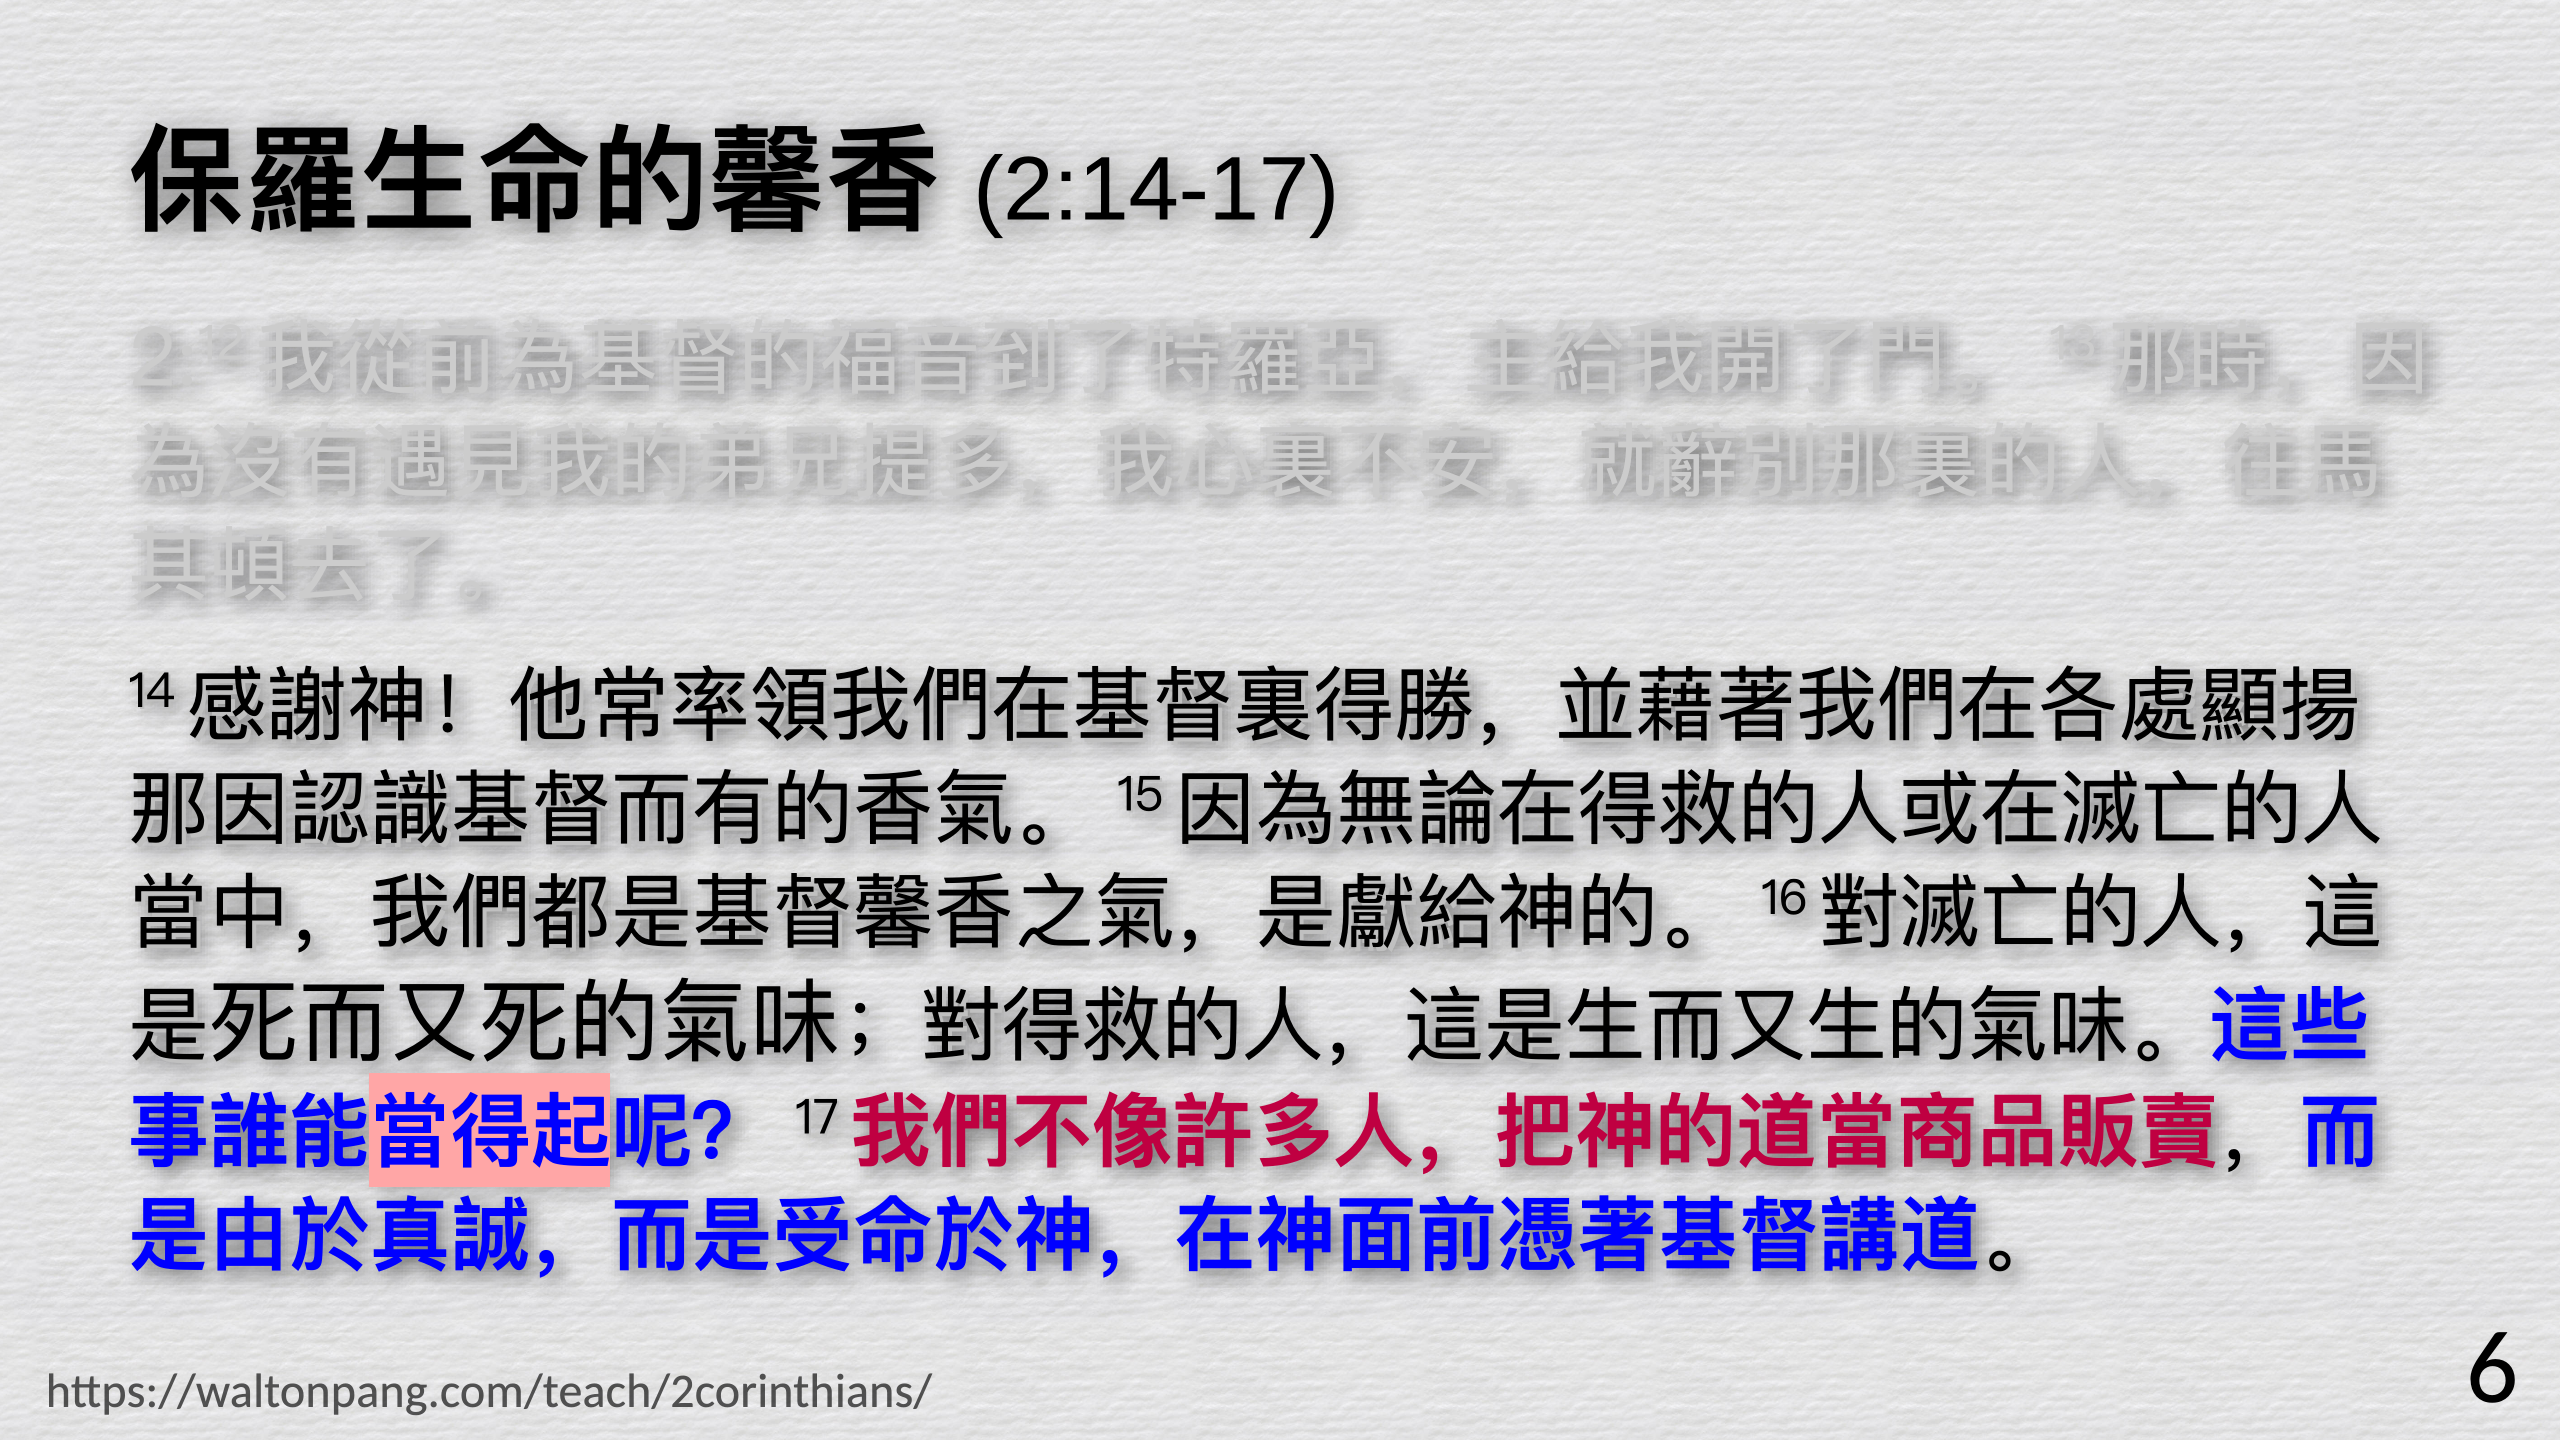 保羅生命的馨香 (2:14-17)
2 12 我從前為基督的福音到了特羅亞，主給我開了門。 13 那時，因
為沒有遇見我的弟兄提多，我心裏不安，就辭別那裏的人，往馬
其頓去了。
14 感謝神！他常率領我們在基督裏得勝，並藉著我們在各處顯揚
那因認識基督而有的香氣。 15 因為無論在得救的人或在滅亡的人
當中，我們都是基督馨香之氣，是獻給神的。 16 對滅亡的人，這
是死而又死的氣味；對得救的人，這是生而又生的氣味。這些
事誰能當得起呢？ 17 我們不像許多人，把神的道當商品販賣，而
是由於真誠，而是受命於神，在神面前憑著基督講道。
https://waltonpang.com/teach/2corinthians/
6